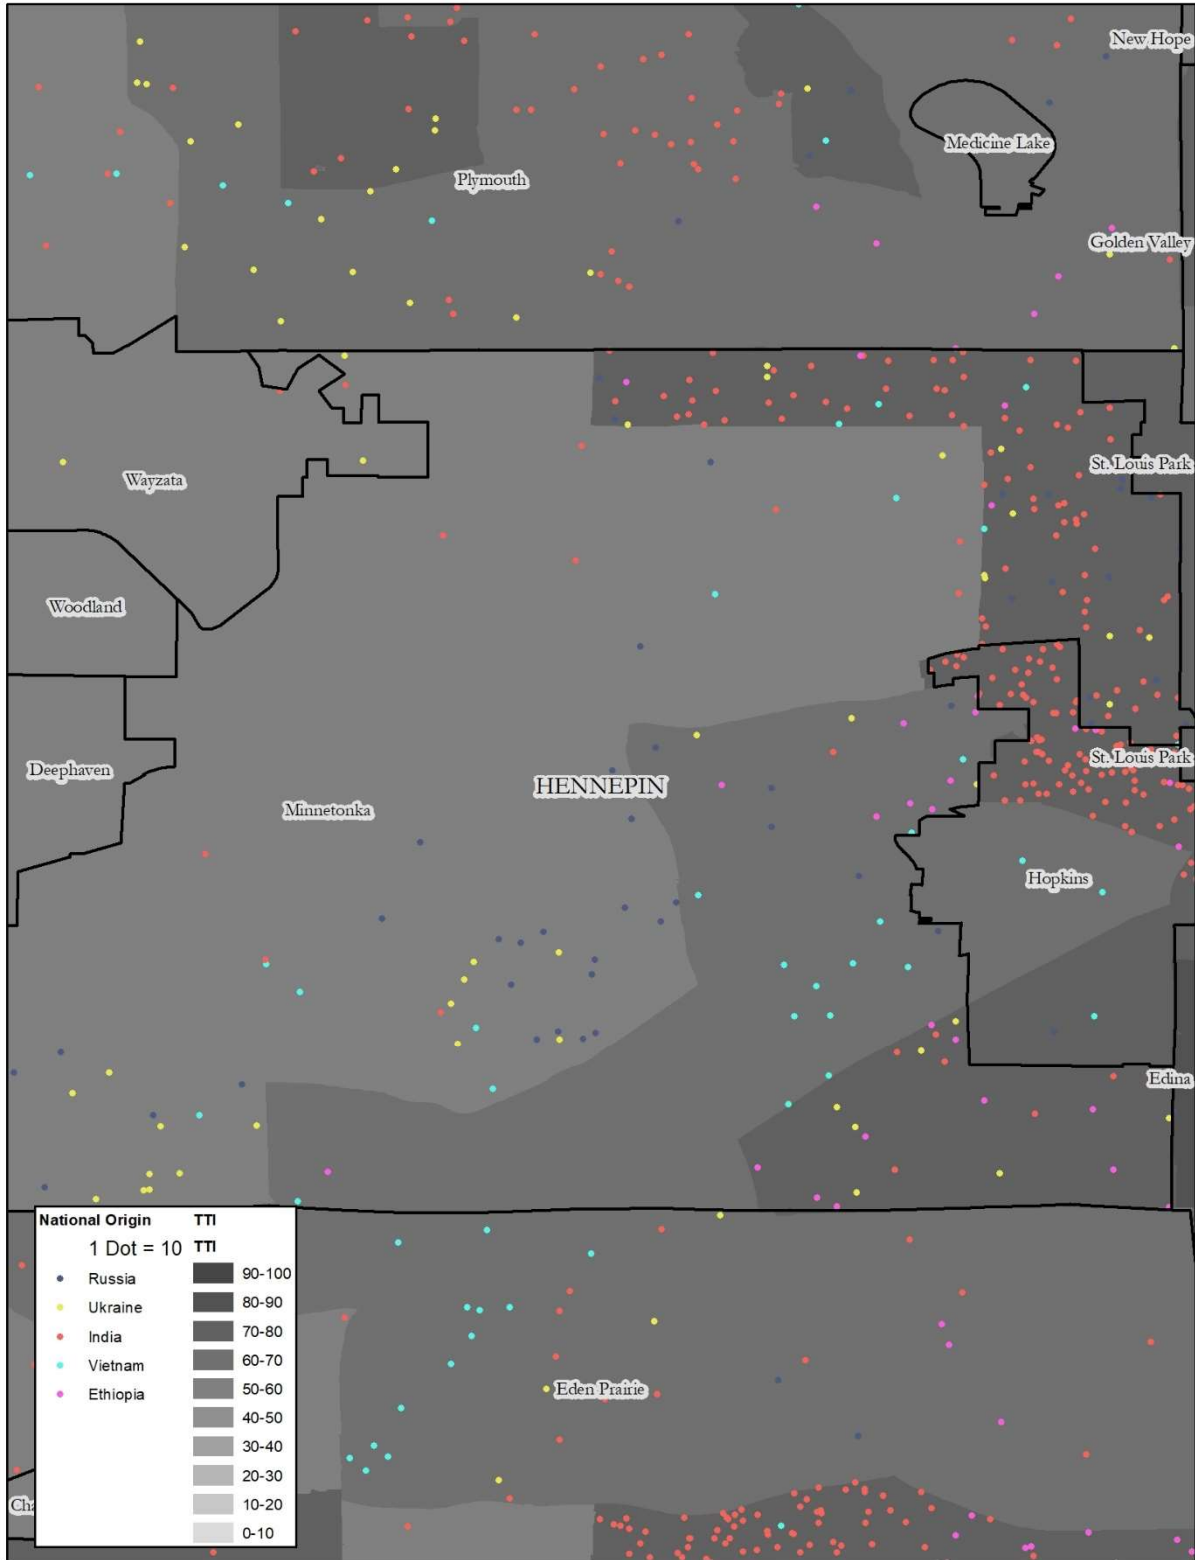 New Hope
Medicine Lake
Plymouth
Golden Valley
St. Louis Park
Wayzata
Woodland
St. Louis Park
Deephaven
HENNEPIN
Minnetonka
Hopkins
Edina
Eden Prairie
Cha
National Origin TTI
1 Dot = 10 TTI
Russia
Ukraine
India
Vietnam
Ethiopia
90-100
80-90
70-80
60-70
50-60
40-50
30-40
20-30
10-20
0-10